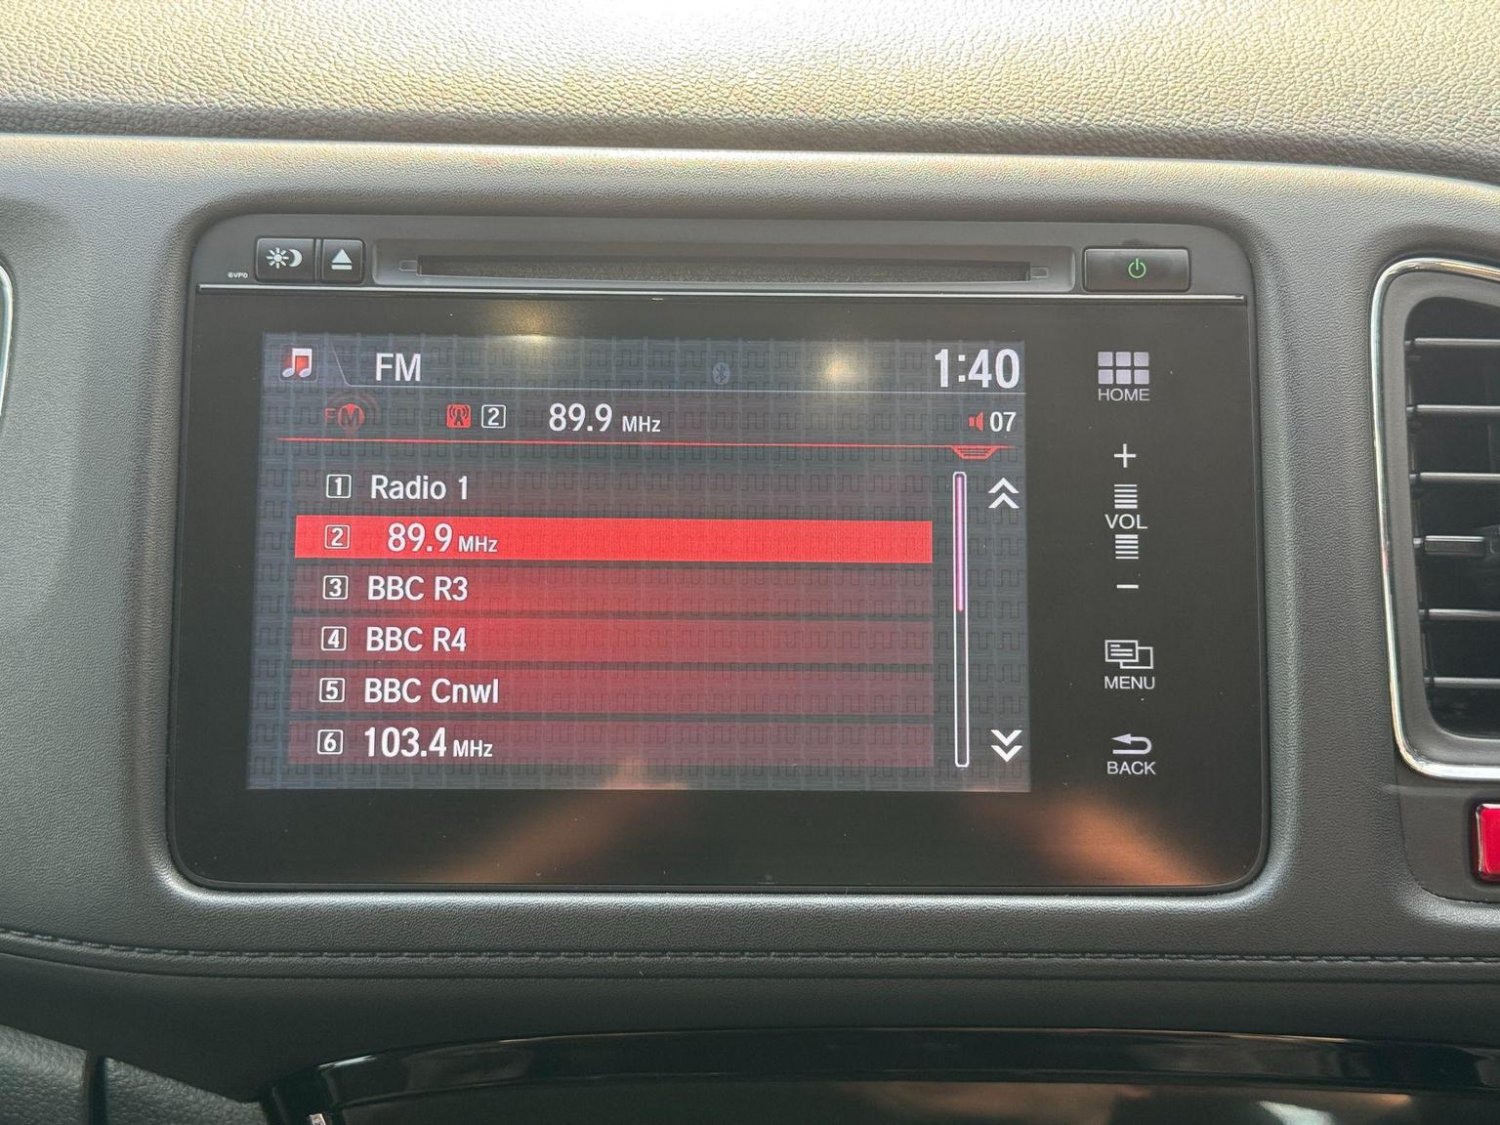 FM
1:40
HOME
FM
2 89.9 MHz
07
+
VOL
−
1 Radio 1
2 89.9 MHz
3 BBC R3
4 BBC R4
5 BBC Cnwl
6 103.4 MHz
MENU
BACK